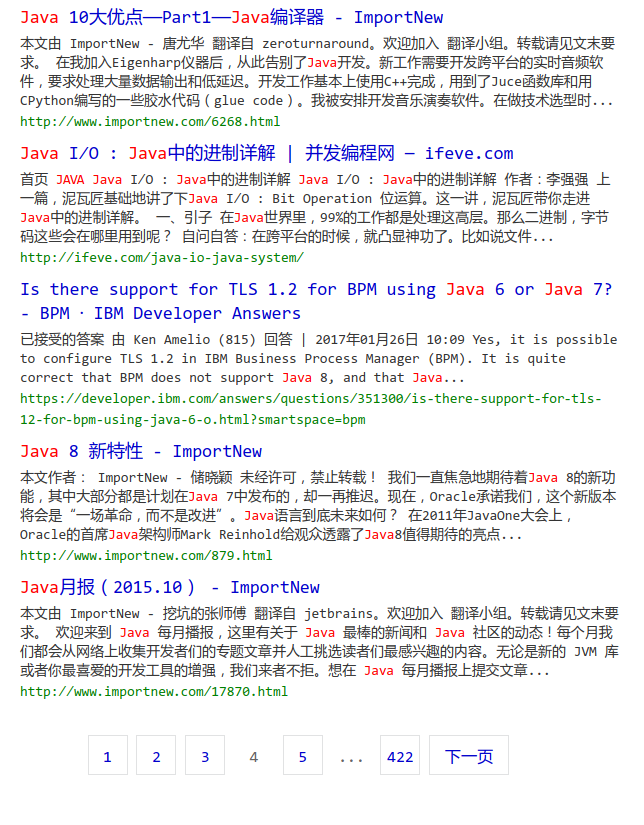 Java 10大优点——Part1——Java编译器 - ImportNew
本文由 ImportNew - 唐尤华 翻译自 zeroturnaround。欢迎加入 翻译小组。转载请见文末要
求。 在我加入Eigenharp仪器后，从此告别了Java开发。新工作需要开发跨平台的实时音频软
件，要求处理大量数据输出和低延迟。开发工作基本上使用C++完成，用到了Juce函数库和用
CPython编写的一些胶水代码（glue code）。我被安排开发音乐演奏软件。在做技术选型时...
http://www.importnew.com/6268.html
Java I/O : Java中的进制详解 | 并发编程网 – ifeve.com
首页 JAVA Java I/O : Java中的进制详解 Java I/O : Java中的进制详解 作者：李强强 上
一篇，泥瓦匠基础地讲了下Java I/O : Bit Operation 位运算。这一讲，泥瓦匠带你走进
Java中的进制详解。 一、引子 在Java世界里，99%的工作都是处理这高层。那么二进制，字节
码这些会在哪里用到呢？ 自问自答：在跨平台的时候，就凸显神功了。比如说文件...
http://ifeve.com/java-io-java-system/
Is there support for TLS 1.2 for BPM using Java 6 or Java 7?
- BPM · IBM Developer Answers
已接受的答案 由 Ken Amelio (815) 回答 | 2017年01月26日 10:09 Yes, it is possible
to configure TLS 1.2 in IBM Business Process Manager (BPM). It is quite
correct that BPM does not support Java 8, and that Java...
https://developer.ibm.com/answers/questions/351300/is-there-support-for-tls-
12-for-bpm-using-java-6-o.html?smartspace=bpm
Java 8 新特性 - ImportNew
本文作者： ImportNew - 储晓颖 未经许可，禁止转载！ 我们一直焦急地期待着Java 8的新功
能，其中大部分都是计划在Java 7中发布的，却一再推迟。现在，Oracle承诺我们，这个新版本
将会是“一场革命，而不是改进”。Java语言到底未来如何？ 在2011年JavaOne大会上，
Oracle的首席Java架构师Mark Reinhold给观众透露了Java8值得期待的亮点...
http://www.importnew.com/879.html
Java月报（2015.10） - ImportNew
本文由 ImportNew - 挖坑的张师傅 翻译自 jetbrains。欢迎加入 翻译小组。转载请见文末要
求。 欢迎来到 Java 每月播报，这里有关于 Java 最棒的新闻和 Java 社区的动态！每个月我
们都会从网络上收集开发者们的专题文章并人工挑选读者们最感兴趣的内容。无论是新的 JVM 库
或者你最喜爱的开发工具的增强，我们来者不拒。想在 Java 每月播报上提交文章...
http://www.importnew.com/17870.html
1 2 3 4 5 ... 422 下一页